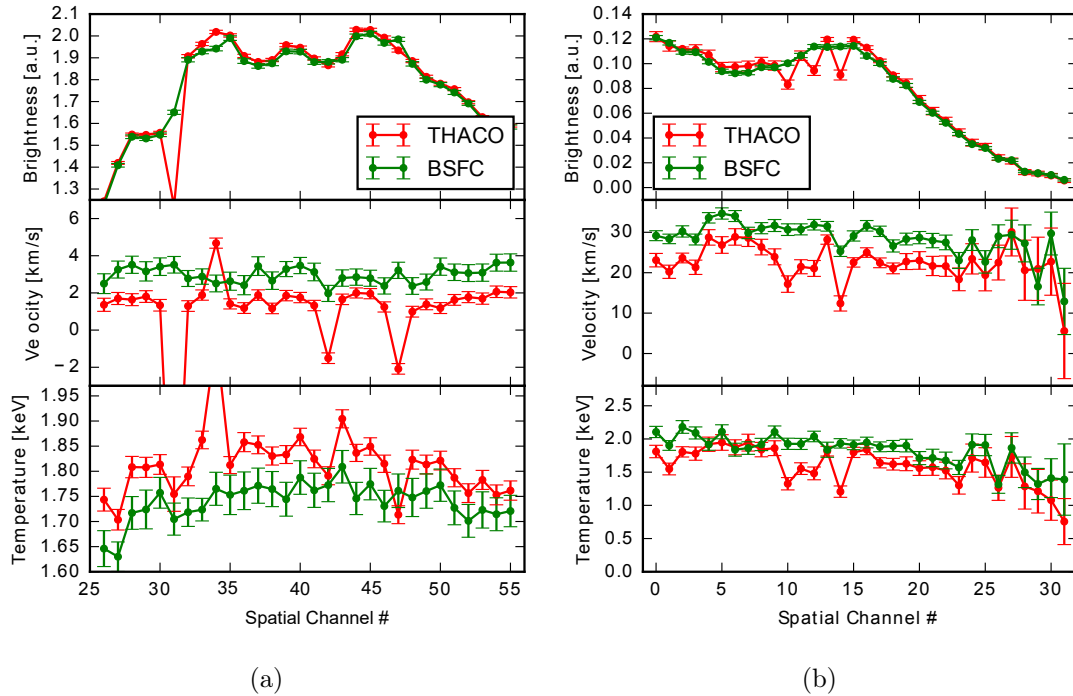 2.1
2.0
1.9
1.8
1.7
1.6
1.5
1.4
1.3
Brightness [a.u.]
THACO
BSFC
6
4
2
0
−2
Ve ocity [km/s]
1.95
1.90
1.85
1.80
1.75
1.70
1.65
1.60
Temperature [keV]
25 30 35 40 45 50 55
Spatial Channel #
(a)
0.14
0.12
0.10
0.08
0.06
0.04
0.02
0.00
Brightness [a.u.]
THACO
BSFC
30
20
10
0
Velocity [km/s]
2.5
2.0
1.5
1.0
0.5
0.0
Temperature [keV]
0 5 10 15 20 25 30
Spatial Channel #
(b)